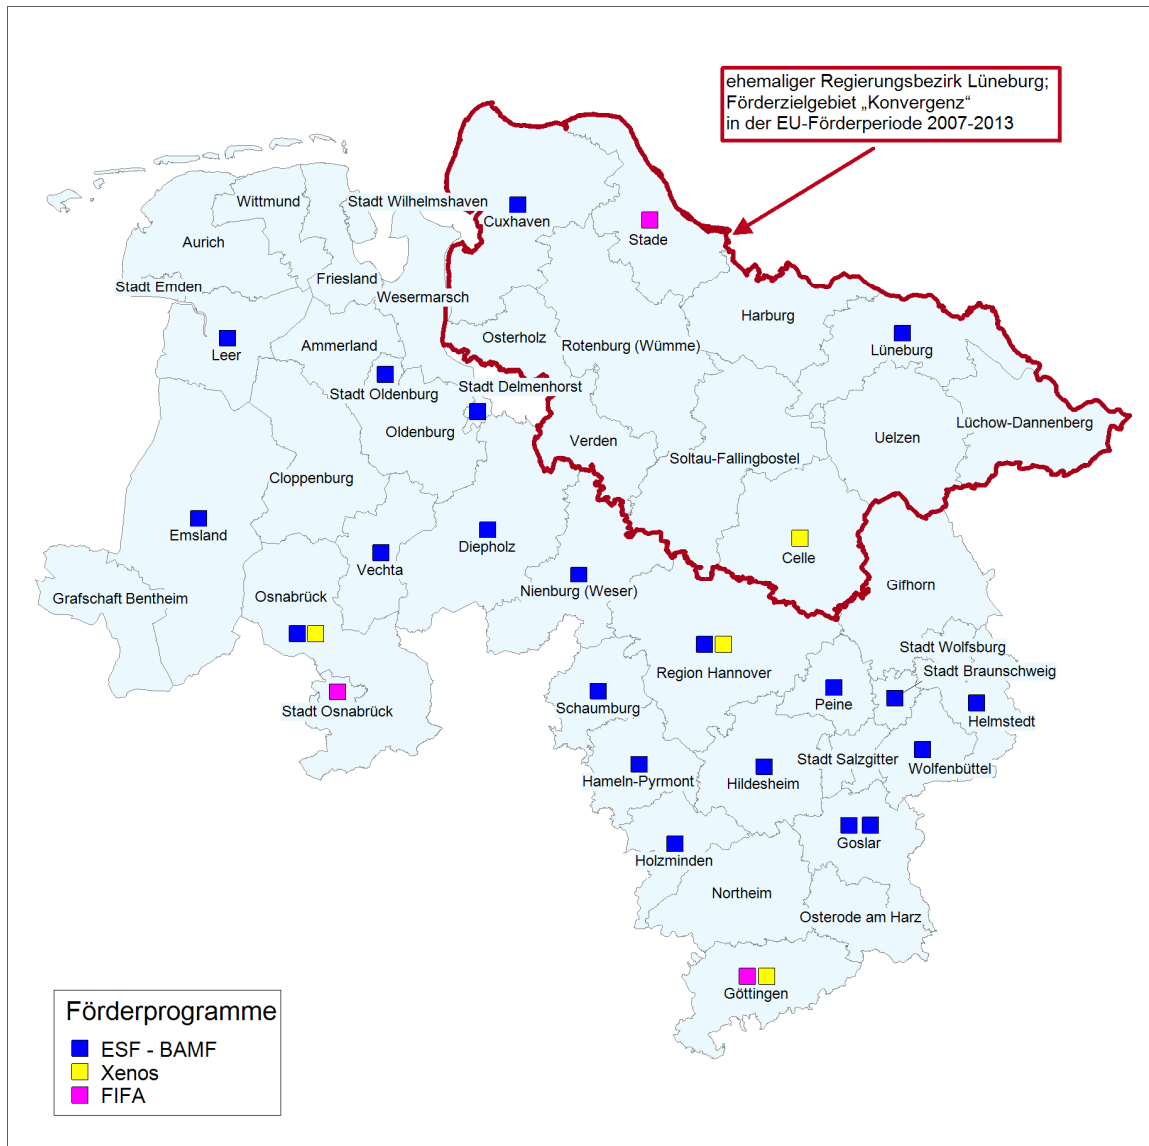 ehemaliger Regierungsbezirk Lüneburg;
Förderzielgebiet „Konvergenz“
in der EU-Förderperiode 2007-2013
Wittmund
Stadt Wilhelmshaven
Cuxhaven
Aurich
Stade
Friesland
Stadt Emden
Wesermarsch
Harburg
Osterholz
Ammerland
Rotenburg (Wümme)
Lüneburg
Leer
Stadt Delmenhorst
Stadt Oldenburg
Lüchow-Dannenberg
Oldenburg
Verden
Uelzen
Soltau-Fallingbostel
Cloppenburg
Emsland
Diepholz
Celle
Vechta
Gifhorn
Nienburg (Weser)
Grafschaft Bentheim
Osnabrück
Stadt Wolfsburg
Region Hannover
Stadt Braunschweig
Peine
Schaumburg
Stadt Osnabrück
Helmstedt
Stadt Salzgitter
Wolfenbüttel
Hameln-Pyrmont
Hildesheim
Goslar
Holzminden
Northeim
Osterode am Harz
Göttingen
Förderprogramme
ESF - BAMF
Xenos
FIFA